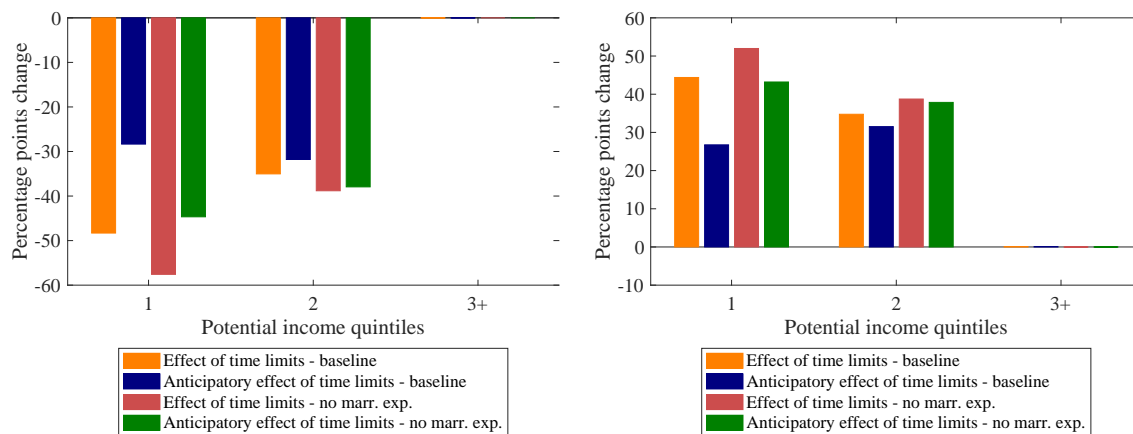 0
-10
-20
-30
-40
-50
-60
Percentage points change
1 2 3+
Potential income quintiles
Effect of time limits - baseline
Anticipatory effect of time limits - baseline
Effect of time limits - no marr. exp.
Anticipatory effect of time limits - no marr. exp.
60
50
40
30
20
10
0
-10
Percentage points change
1 2 3+
Potential income quintiles
Effect of time limits - baseline
Anticipatory effect of time limits - baseline
Effect of time limits - no marr. exp.
Anticipatory effect of time limits - no marr. exp.